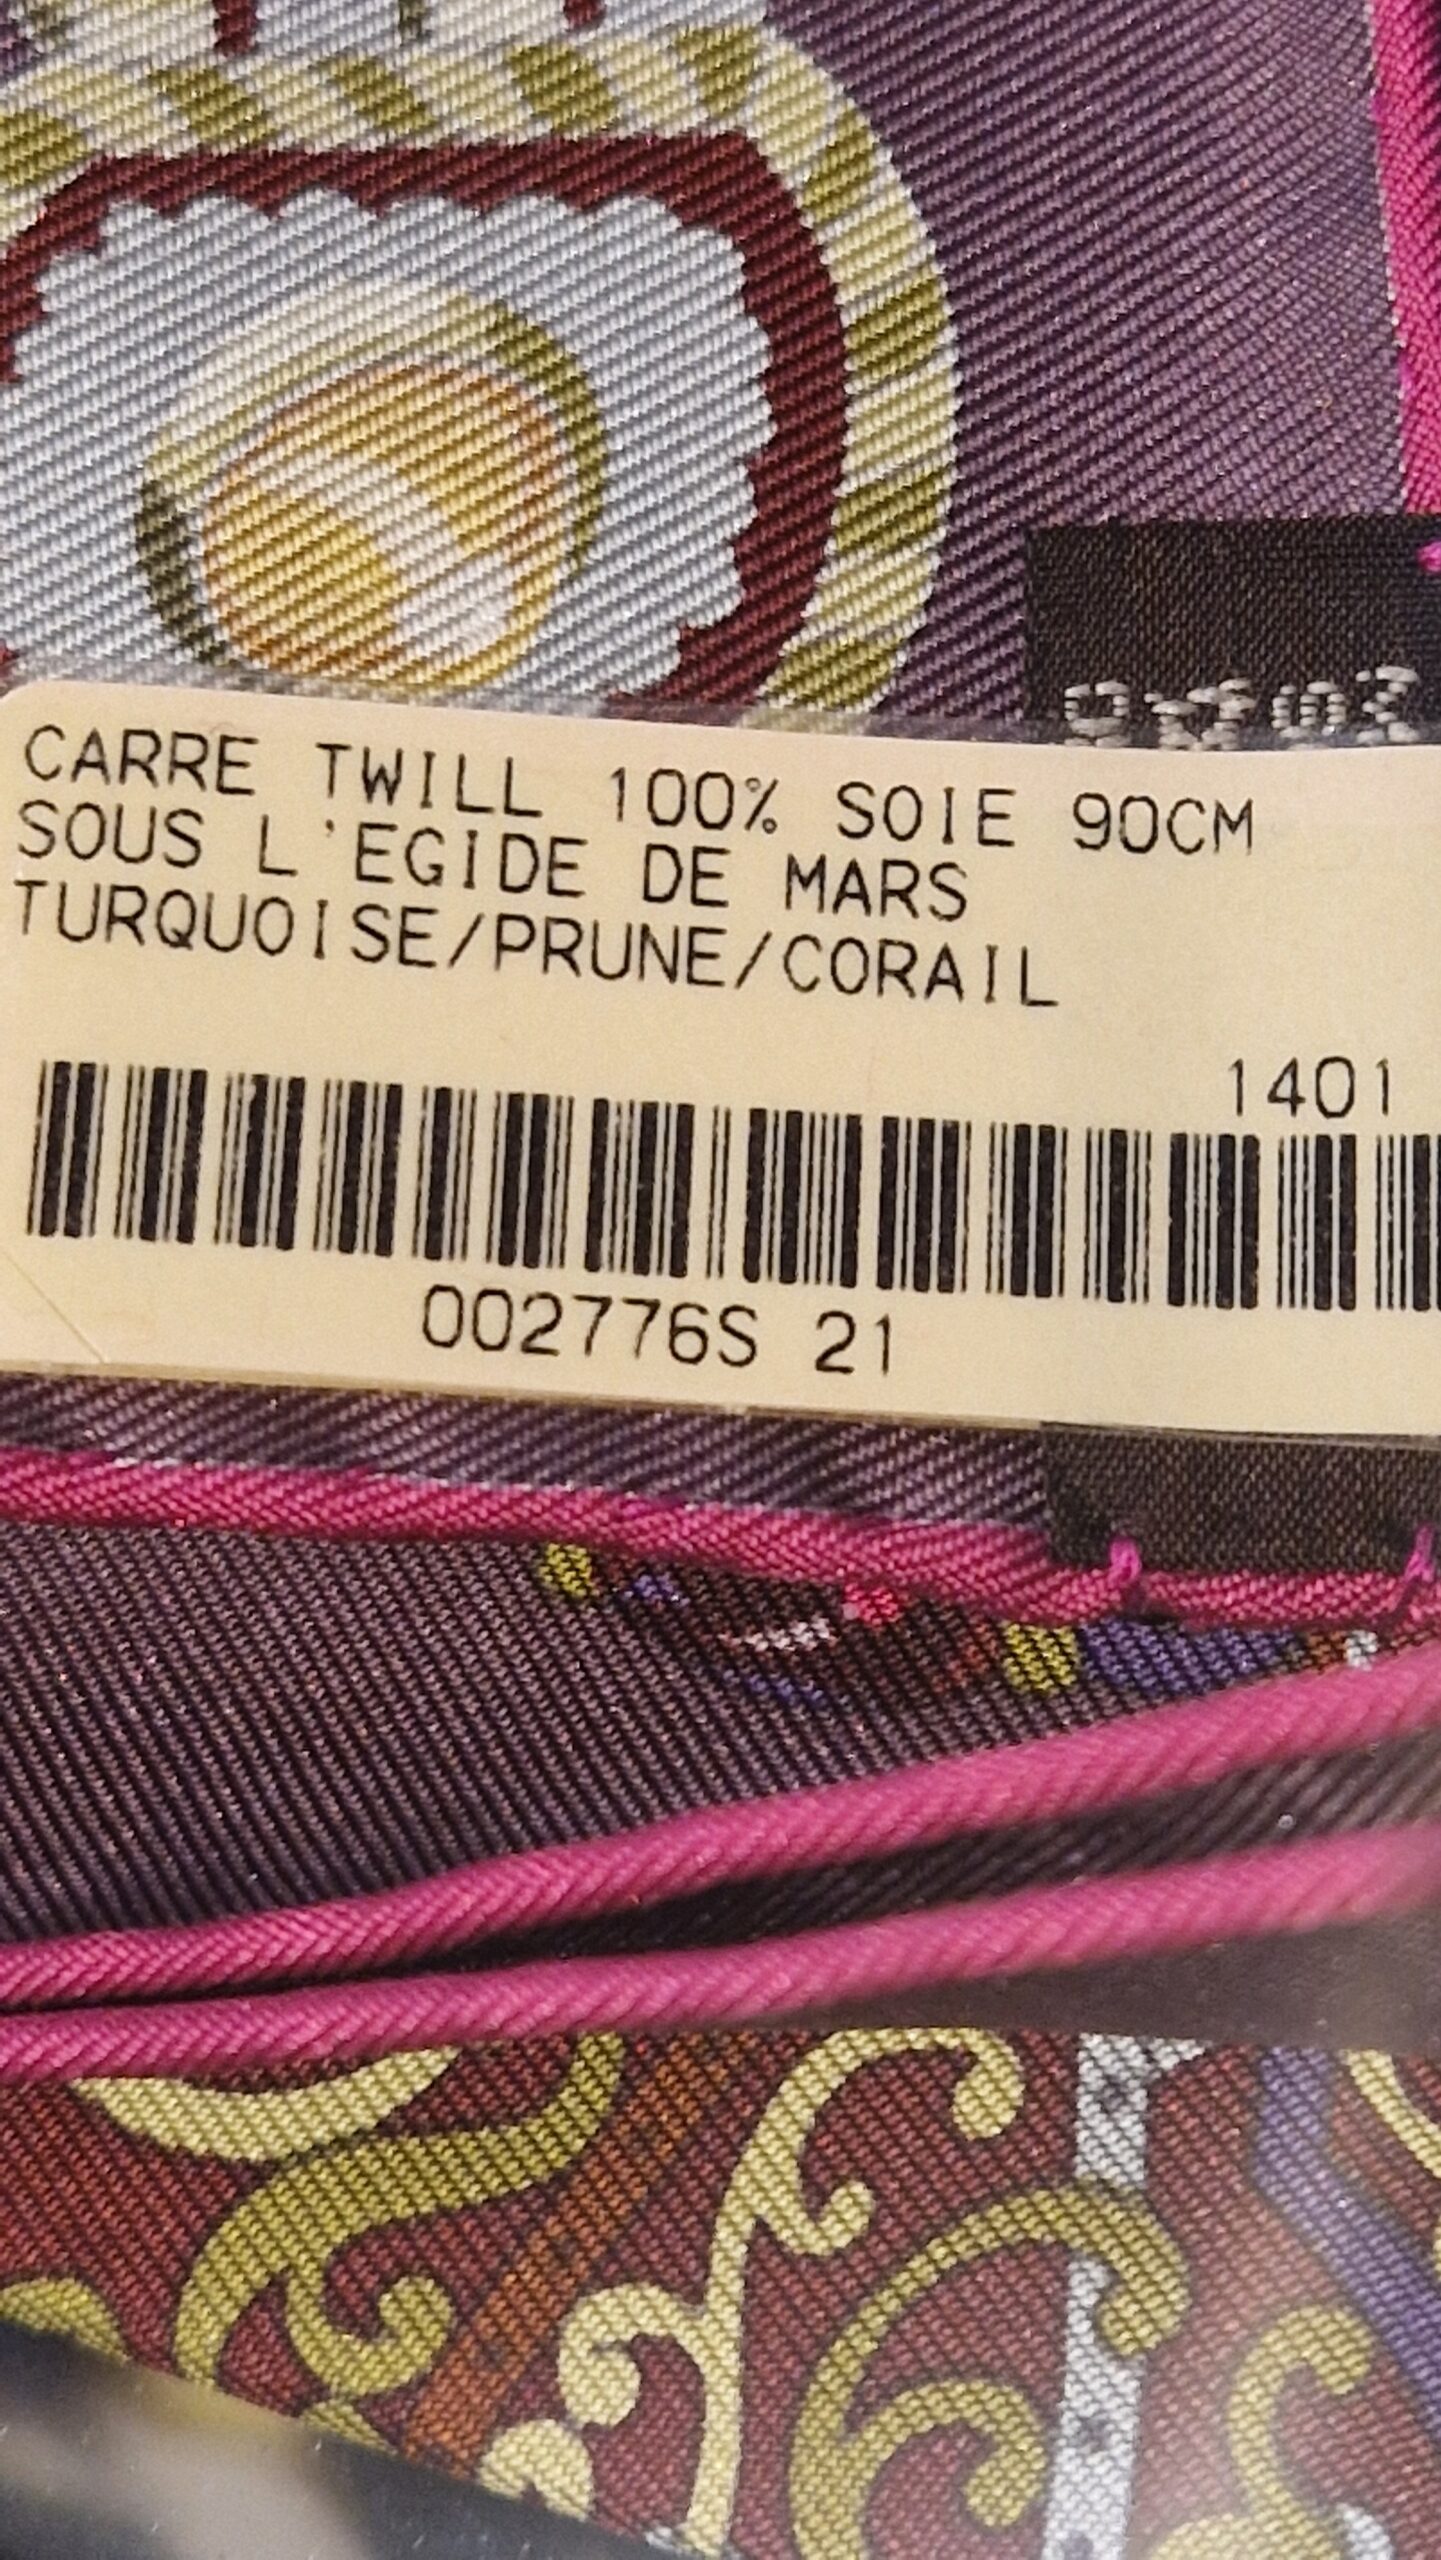 CARRE TWILL 100% SOIE 90CM
SOUS L'EGIDE DE MARS
TURQUOISE/PRUNE/CORAIL
1401
002776S 21